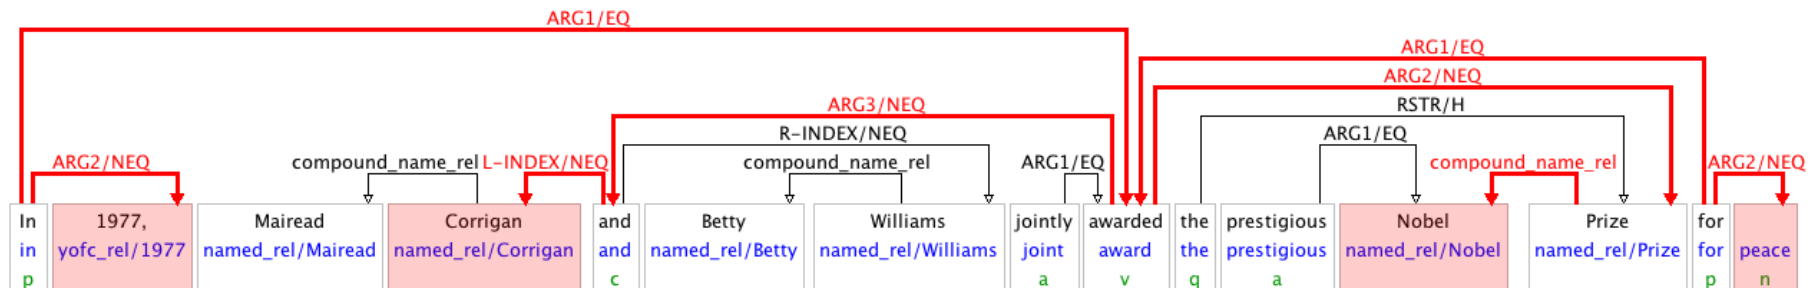 ARG1/EQ
ARG1/EQ
ARG2/NEQ
ARG3/NEQ RSTR/H
R-INDEX/NEQ ARG1/EQ
ARG2/NEQ compound_name_rel L-INDEX/NEQ compound_name_rel ARG1/EQ compound_name_rel ARG2/NEQ
In 1977, Mairead Corrigan and Betty Williams jointly awarded the prestigious Nobel Prize for peace
in yofc_rel/1977 named_rel/Mairead named_rel/Corrigan and named_rel/Betty named_rel/Williams joint award the prestigious named_rel/Nobel named_rel/Prize for peace
p c a v q a p n